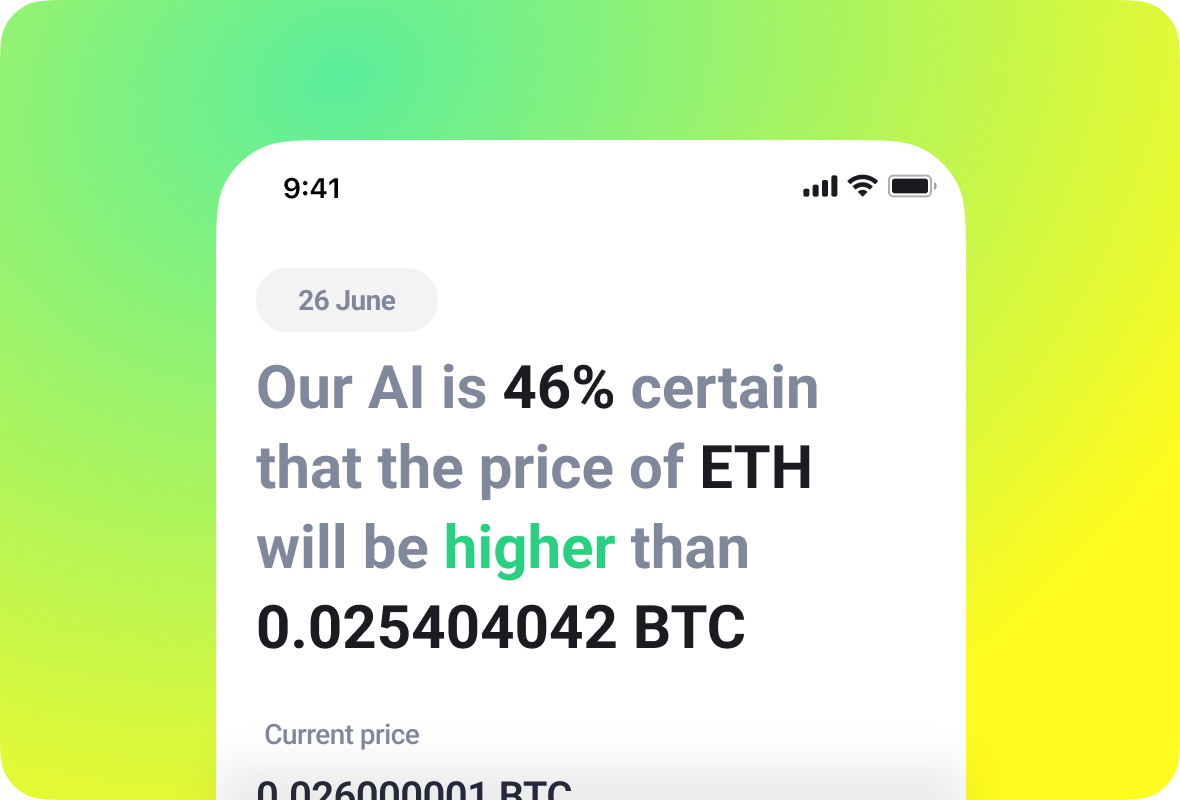 9:41
26 June
Our AI is 46% certain
that the price of ETH
will be higher than
0.025404042 BTC
Current price
0.026000001 BTC